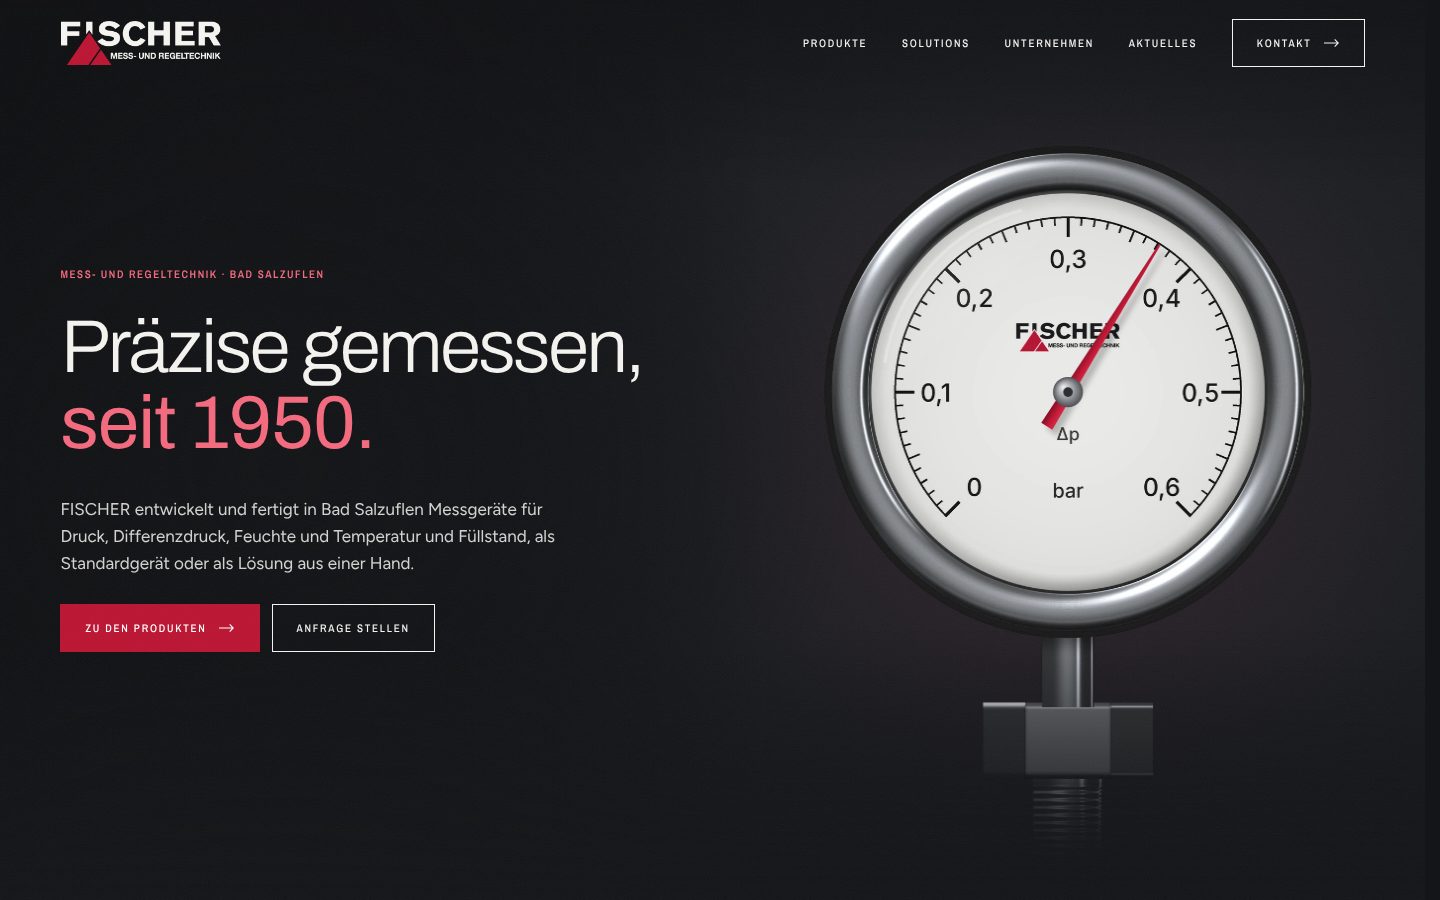 FISCHER
MESS- UND REGELTECHNIK
PRODUKTE
SOLUTIONS
UNTERNEHMEN
AKTUELLES
KONTAKT
MESS- UND REGELTECHNIK · BAD SALZUFLEN
Präzise gemessen,
seit 1950.
FISCHER entwickelt und fertigt in Bad Salzuflen Messgeräte für
Druck, Differenzdruck, Feuchte und Temperatur und Füllstand, als
Standardgerät oder als Lösung aus einer Hand.
ZU DEN PRODUKTEN
ANFRAGE STELLEN
0,3
0,2
0,4
FISCHER
MESS- UND REGELTECHNIK
0,1
0,5
Δp
0
bar
0,6